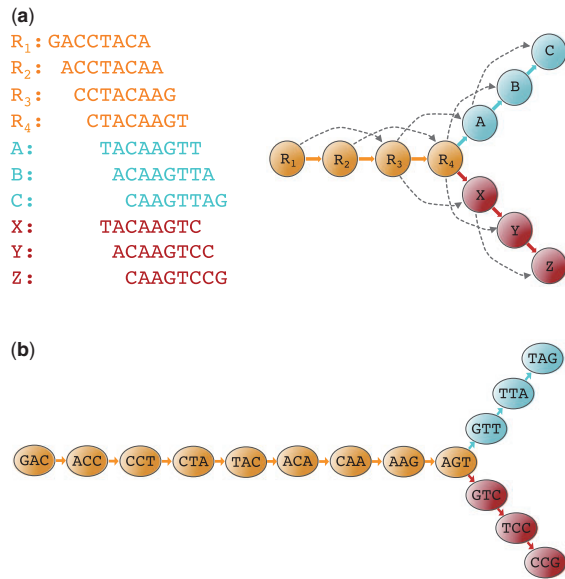 (a)
R1: GACCTACA
R2: ACCTACAA
R3: CCTACAAG
R4: CTACAAGT
A: TACAAGTT
B: ACAAGTTA
C: CAAGTTAG
X: TACAAGTC
Y: ACAAGTCC
Z: CAAGTCCG
C
B
A
R1 R2 R3 R4
X
Y
Z
(b)
TAG
TTA
GTT
GAC ACC CCT CTA TAC ACA CAA AAG AGT
GTC
TCC
CCG